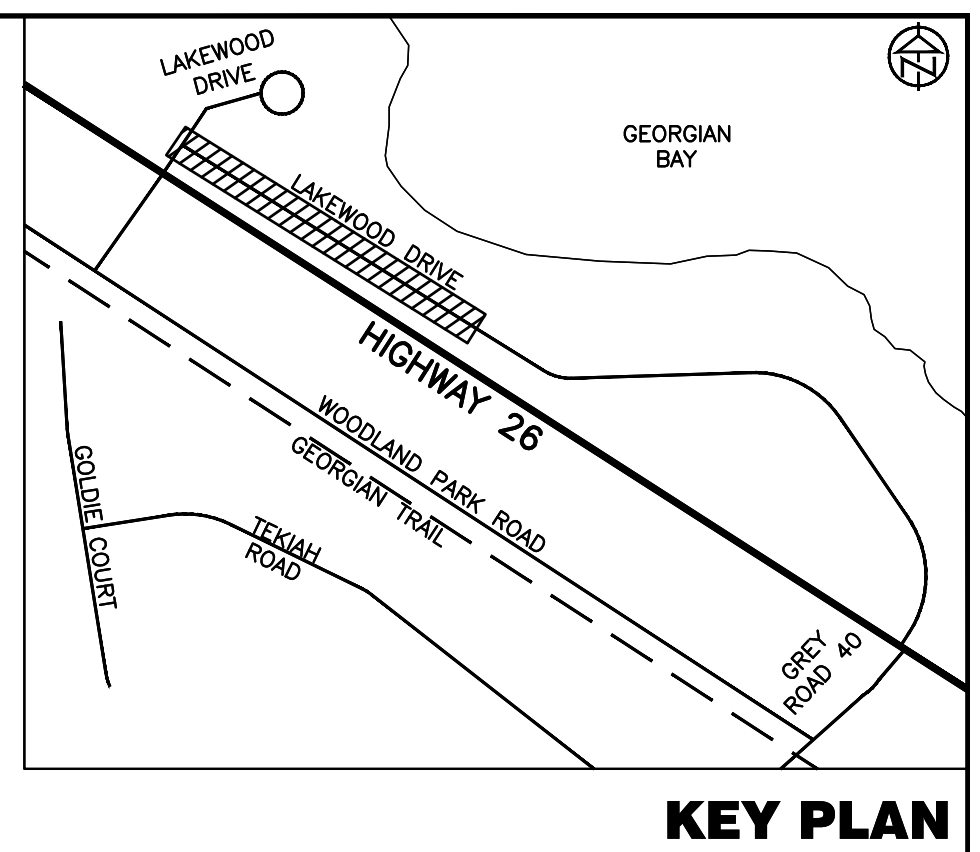 LAKEWOOD
DRIVE
N
GEORGIAN
BAY
LAKEWOOD DRIVE
HIGHWAY 26
WOODLAND PARK ROAD
GEORGIAN TRAIL
GOLDIE COURT
TEKIAH
ROAD
GREY
ROAD 40
KEY PLAN